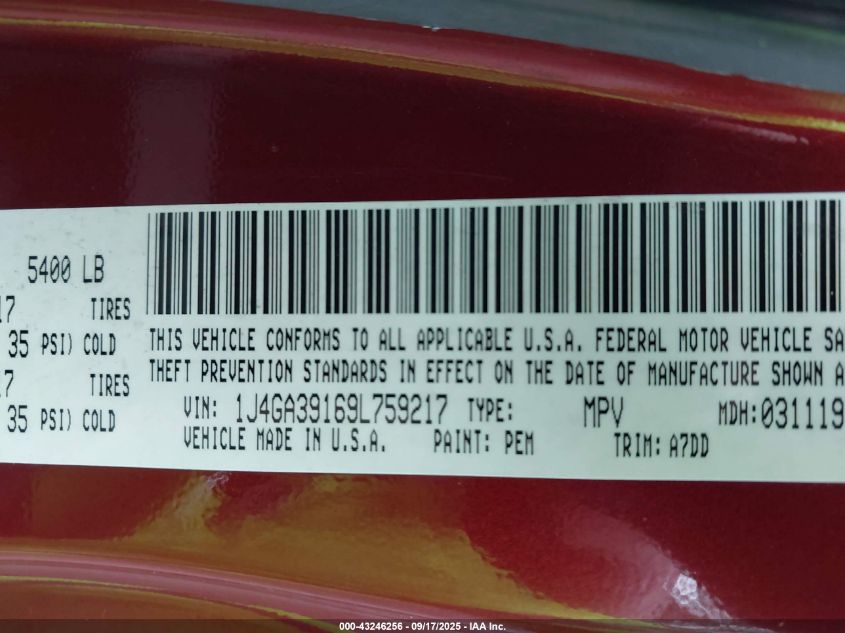 5400 LB
17 TIRES
35 PSI) COLD
17 TIRES
35 PSI) COLD
THIS VEHICLE CONFORMS TO ALL APPLICABLE U.S.A. FEDERAL MOTOR VEHICLE SA
THEFT PREVENTION STANDARDS IN EFFECT ON THE DATE OF MANUFACTURE SHOWN A
VIN: 1J4GA39169L759217 TYPE: MPV MDH: 031119
VEHICLE MADE IN U.S.A. PAINT: PEM TRIM: A7DD
000-43246256 - 09/17/2025 - IAA Inc.